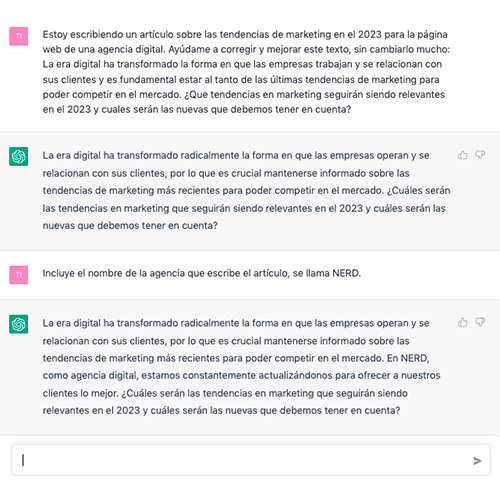 TI
Estoy escribiendo un artículo sobre las tendencias de marketing en el 2023 para la página
web de una agencia digital. Ayúdame a corregir y mejorar este texto, sin cambiarlo mucho:
La era digital ha transformado la forma en que las empresas trabajan y se relacionan con
sus clientes y es fundamental estar al tanto de las últimas tendencias de marketing para
poder competir en el mercado. ¿Que tendencias en marketing seguirán siendo relevantes
en el 2023 y cuales serán las nuevas que debemos tener en cuenta?
La era digital ha transformado radicalmente la forma en que las empresas operan y se
relacionan con sus clientes, por lo que es crucial mantenerse informado sobre las
tendencias de marketing más recientes para poder competir en el mercado. ¿Cuáles serán
las tendencias en marketing que seguirán siendo relevantes en el 2023 y cuáles serán las
nuevas que debemos tener en cuenta?
TI
Incluye el nombre de la agencia que escribe el artículo, se llama NERD.
La era digital ha transformado radicalmente la forma en que las empresas operan y se
relacionan con sus clientes, por lo que es crucial mantenerse informado sobre las
tendencias de marketing más recientes para poder competir en el mercado. En NERD,
como agencia digital, estamos constantemente actualizándonos para ofrecer a nuestros
clientes lo mejor. ¿Cuáles serán las tendencias en marketing que seguirán siendo
relevantes en el 2023 y cuáles serán las nuevas que debemos tener en cuenta?